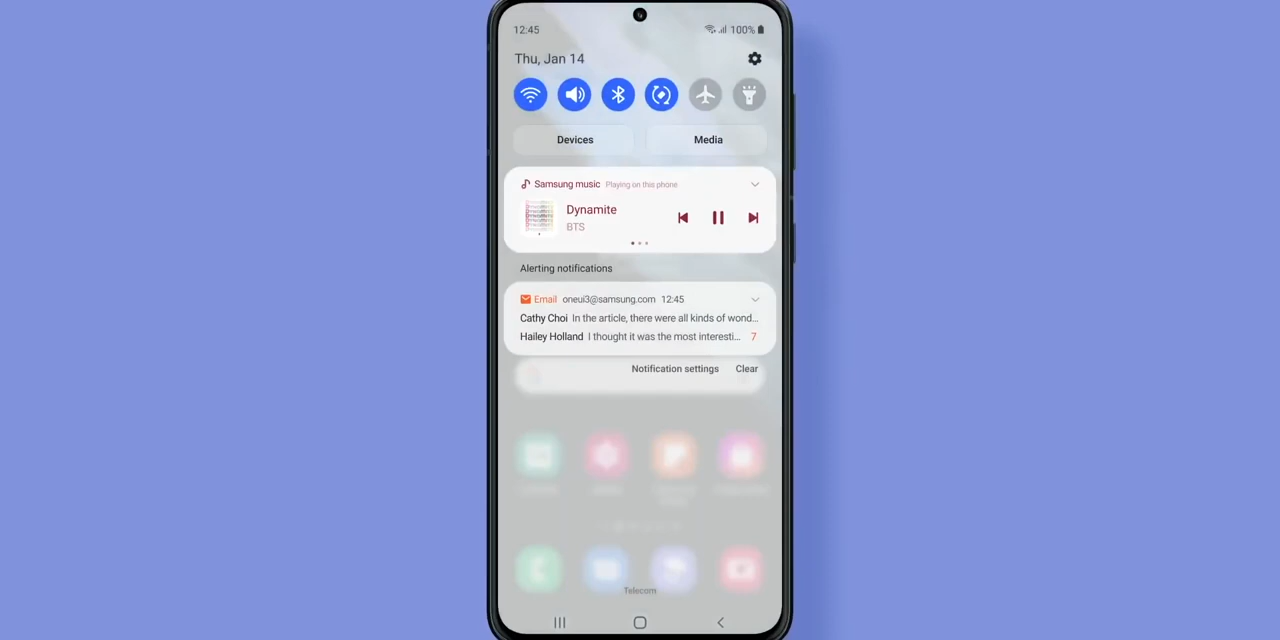 12:45
100%
Thu, Jan 14
Devices
Media
Samsung music Playing on this phone
Dynamite
BTS
Alerting notifications
Email oneui3@samsung.com 12:45
Cathy Choi In the article, there were all kinds of wond...
Hailey Holland I thought it was the most interesti... 7
Notification settings Clear
Telecom